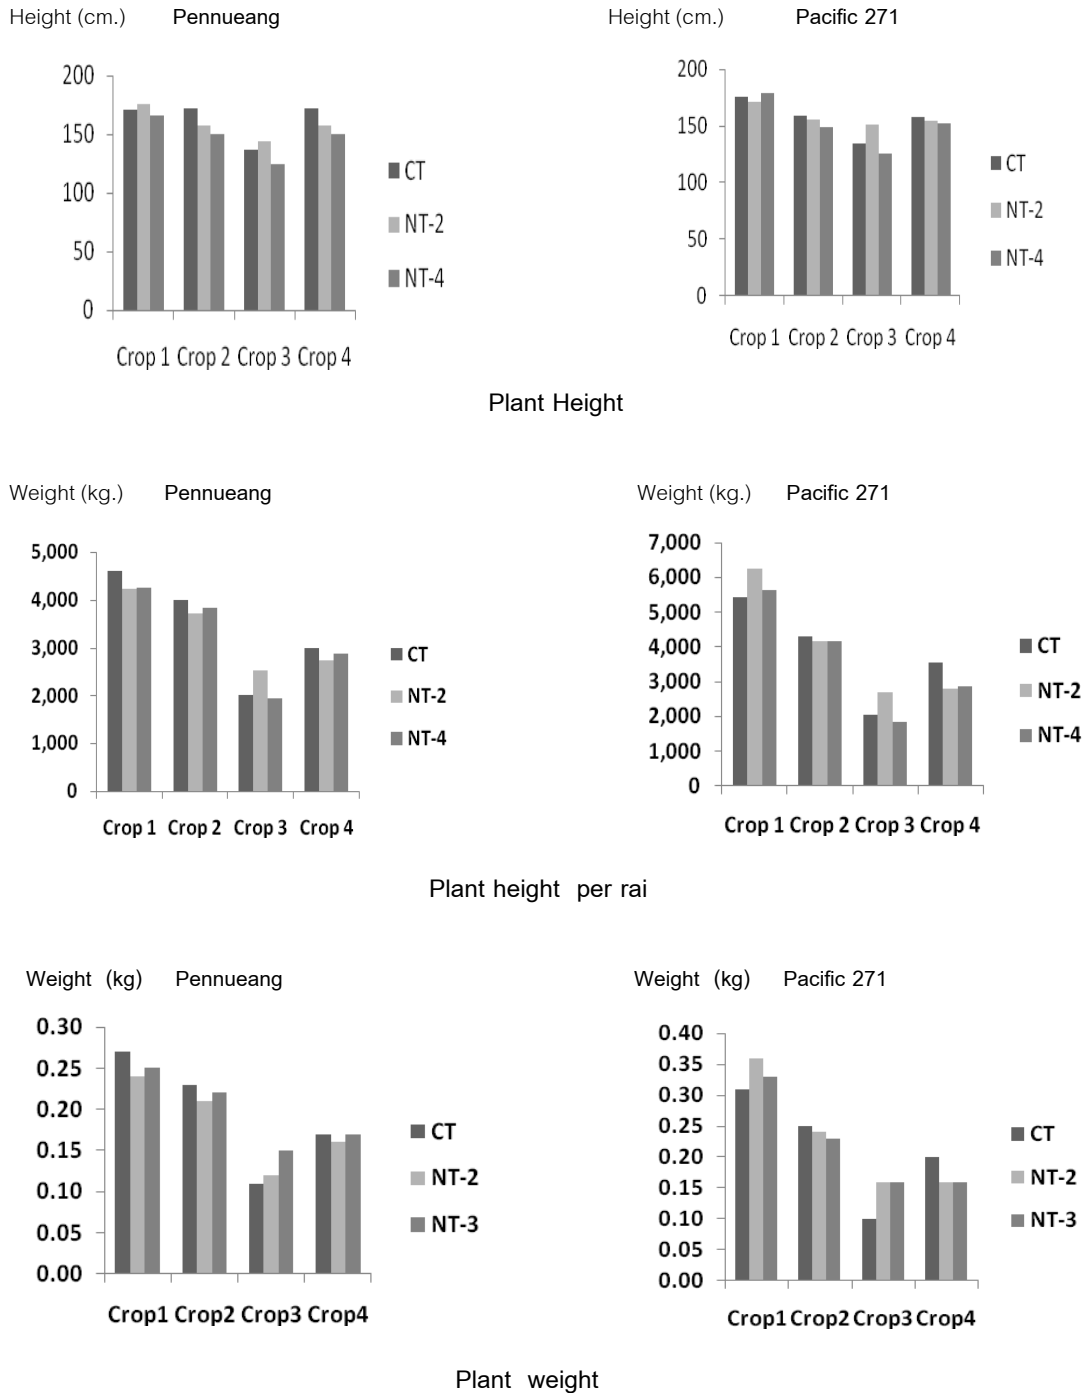 Height (cm.) Pennueang
200
150
100
50
0
Crop 1 Crop 2 Crop 3 Crop 4
CT
NT-2
NT-4
Height (cm.) Pacific 271
200
150
100
50
0
Crop 1 Crop 2 Crop 3 Crop 4
CT
NT-2
NT-4
Plant Height
Weight (kg.) Pennueang
5,000
4,000
3,000
2,000
1,000
0
Crop 1 Crop 2 Crop 3 Crop 4
CT
NT-2
NT-4
Weight (kg.) Pacific 271
7,000
6,000
5,000
4,000
3,000
2,000
1,000
0
Crop 1 Crop 2 Crop 3 Crop 4
CT
NT-2
NT-4
Plant height per rai
Weight (kg) Pennueang
0.30
0.25
0.20
0.15
0.10
0.05
0.00
Crop1 Crop2 Crop3 Crop4
CT
NT-2
NT-3
Weight (kg) Pacific 271
0.40
0.35
0.30
0.25
0.20
0.15
0.10
0.05
0.00
Crop1 Crop2 Crop3 Crop4
CT
NT-2
NT-3
Plant weight